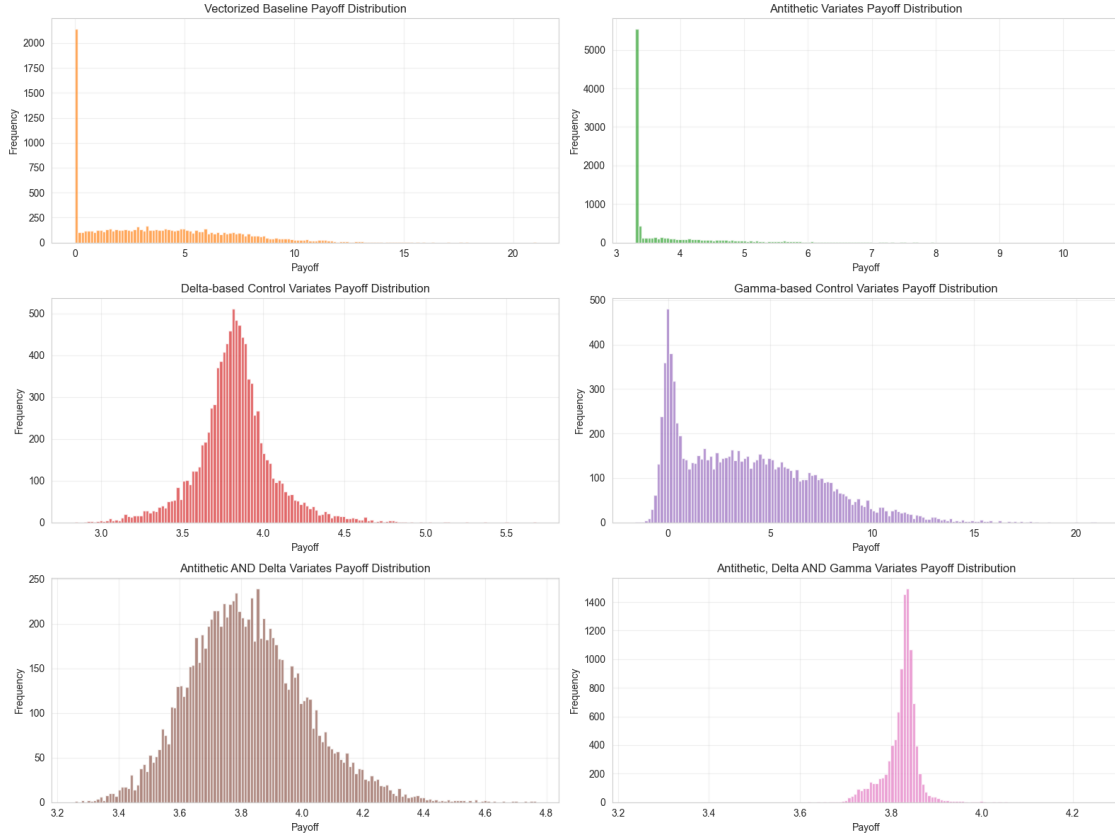 Vectorized Baseline Payoff Distribution
Frequency
2000
1750
1500
1250
1000
750
500
250
0
0 5 10 15 20
Payoff
Antithetic Variates Payoff Distribution
Frequency
5000
4000
3000
2000
1000
0
3 4 5 6 7 8 9 10
Payoff
Delta-based Control Variates Payoff Distribution
Frequency
500
400
300
200
100
0
3.0 3.5 4.0 4.5 5.0 5.5
Payoff
Gamma-based Control Variates Payoff Distribution
Frequency
500
400
300
200
100
0
0 5 10 15 20
Payoff
Antithetic AND Delta Variates Payoff Distribution
Frequency
250
200
150
100
50
0
3.2 3.4 3.6 3.8 4.0 4.2 4.4 4.6 4.8
Payoff
Antithetic, Delta AND Gamma Variates Payoff Distribution
Frequency
1400
1200
1000
800
600
400
200
0
3.2 3.4 3.6 3.8 4.0 4.2
Payoff